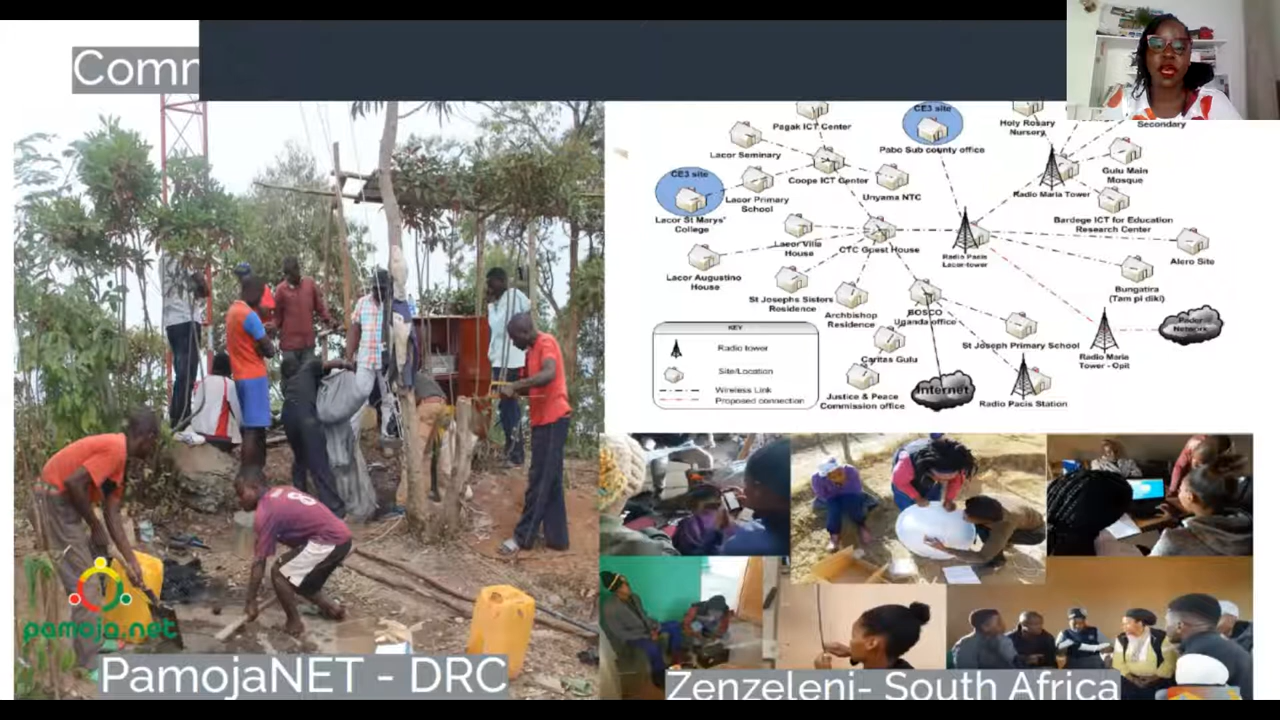 Comm
CE3 site
Pagak ICT Center
Holy Rosary
Nursery
Secondary
Lacor Seminary
Pabo Sub county office
CE3 site
Gulu Main
Mosque
Coope ICT Center
Lacor Primary
School
Unyama NTC
Radio Maria Tower
Lacor St Marys'
College
Bardege ICT for Education
Research Center
Lacor Villa
House
CTC Guest House
Radio Pacis
Lacor-tower
Alero Site
Lacor Augustino
House
Bungatira
(Tam pi diki)
St Josephs Sisters
Residence
Archbishop
Residence
BOSCO
Uganda office
Pader
Network
KEY
Radio tower
St Joseph Primary School
Radio Maria
Tower - Opit
Caritas Gulu
Site/Location
Wireless Link
Proposed connection
Internet
Justice & Peace
Commission office
Radio Pacis Station
pamoja.net
PamojaNET - DRC
Zenzeleni- South Africa